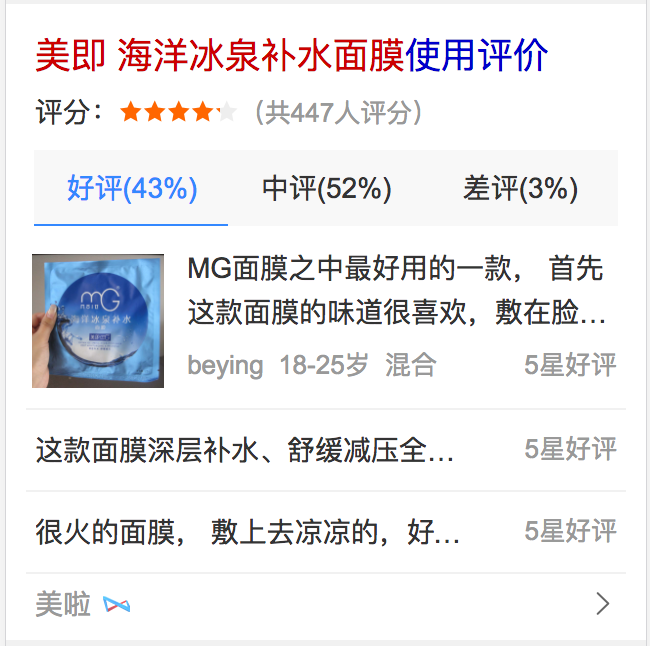 美即 海洋冰泉补水面膜使用评价
评分： （共447人评分）
好评(43%) 中评(52%) 差评(3%)
MG面膜之中最好用的一款， 首先
这款面膜的味道很喜欢，敷在脸...
MG
海洋冰泉补水
beying 18-25岁 混合 5星好评
这款面膜深层补水、舒缓减压全... 5星好评
很火的面膜， 敷上去凉凉的，好... 5星好评
美啦